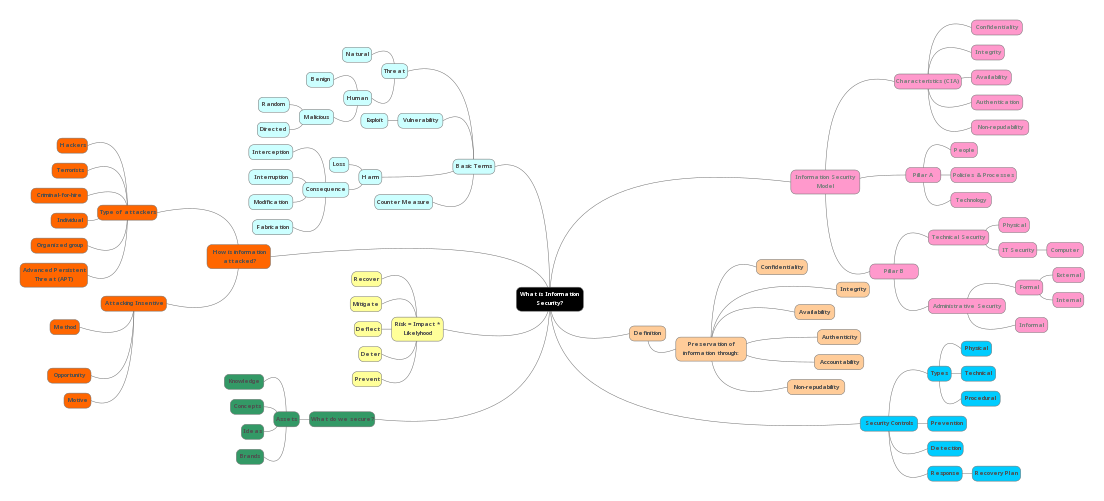 What is Information
Security?
Information Security
Model
Characteristics (CIA)
Confidentiality
Integrity
Availability
Authentication
Non-repudability
Pillar A
People
Policies & Processes
Technology
Pillar B
Technical Security
Physical
IT Security
Computer
Administrative Security
Formal
External
Internal
Informal
Definition
Preservation of
information through:
Confidentiality
Integrity
Availability
Authenticity
Accountability
Non-repudability
Security Controls
Types
Physical
Technical
Procedural
Prevention
Detection
Response
Recovery Plan
Basic Terms
Threat
Natural
Human
Benign
Malicious
Random
Directed
Vulnerability
Exploit
Harm
Loss
Consequence
Interception
Interruption
Modification
Fabrication
Counter Measure
How is information
attacked?
Type of attackers
Hackers
Terrorists
Criminal-for-hire
Individual
Organized group
Advanced Persistent
Threat (APT)
Attacking Insentive
Method
Opportunity
Motive
Risk = Impact *
Likelyhood
Recover
Mitigate
Deflect
Deter
Prevent
What do we secure?
Assets
Knowledge
Concepts
Ideas
Brands